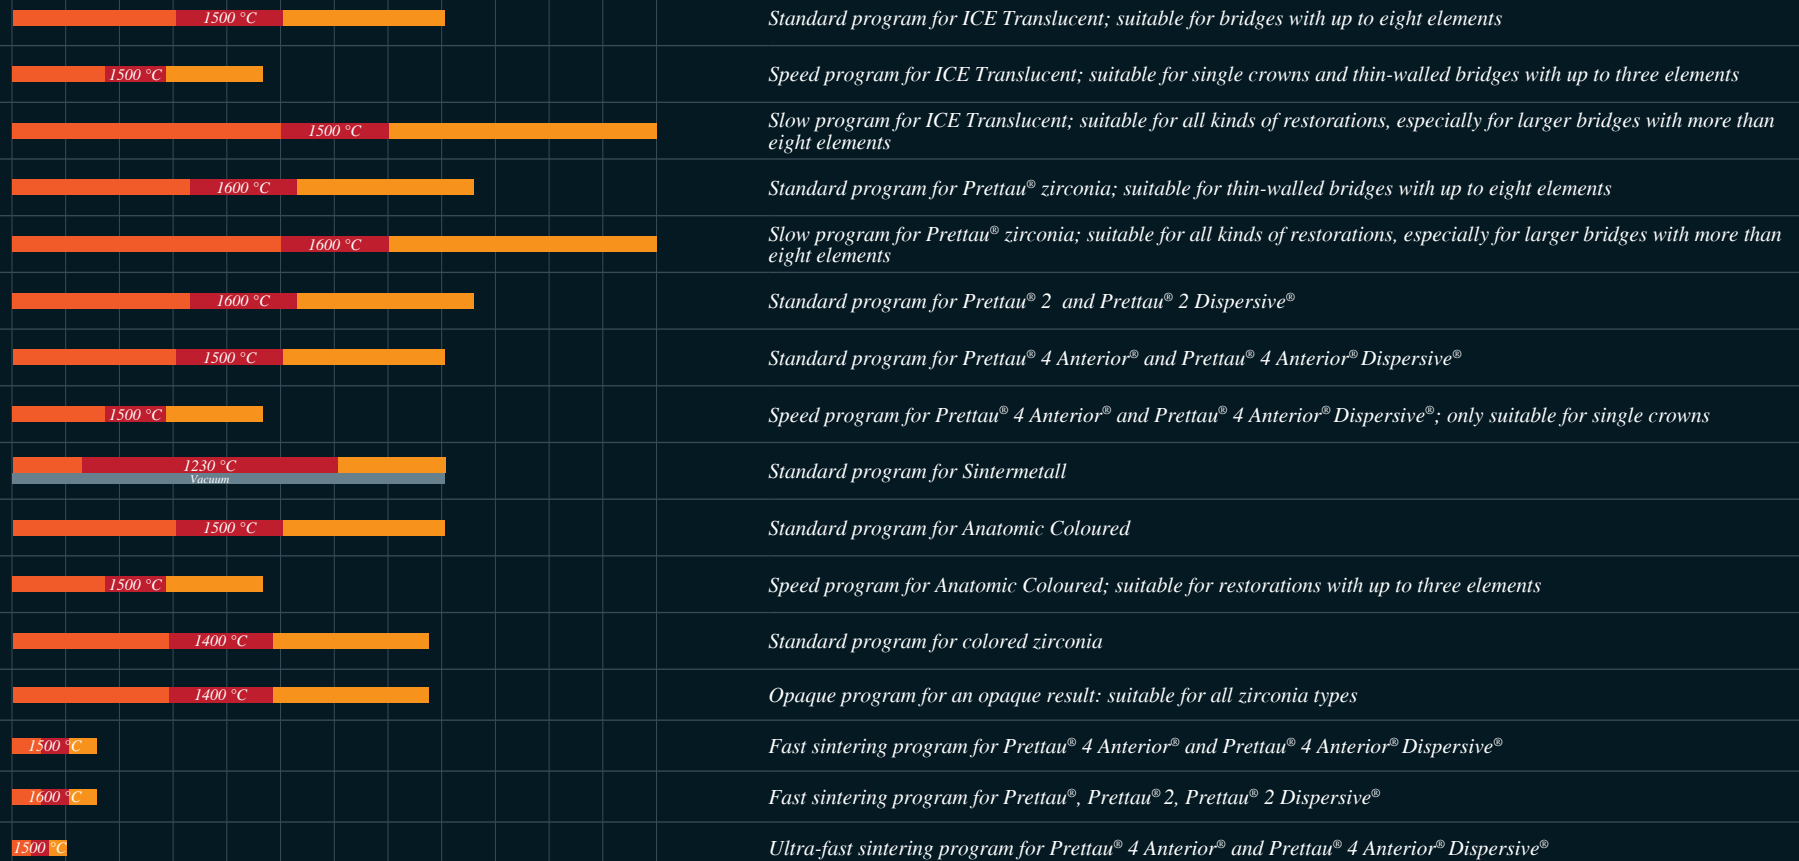 1500 °C Standard program for ICE Translucent; suitable for bridges with up to eight elements
1500 °C Speed program for ICE Translucent; suitable for single crowns and thin-walled bridges with up to three elements
1500 °C Slow program for ICE Translucent; suitable for all kinds of restorations, especially for larger bridges with more than
eight elements
1600 °C Standard program for Prettau® zirconia; suitable for thin-walled bridges with up to eight elements
1600 °C Slow program for Prettau® zirconia; suitable for all kinds of restorations, especially for larger bridges with more than
eight elements
1600 °C Standard program for Prettau® 2 and Prettau® 2 Dispersive®
1500 °C Standard program for Prettau® 4 Anterior® and Prettau® 4 Anterior® Dispersive®
1500 °C Speed program for Prettau® 4 Anterior® and Prettau® 4 Anterior® Dispersive®; only suitable for single crowns
1230 °C Standard program for Sintermetall
Vacuum
1500 °C Standard program for Anatomic Coloured
1500 °C Speed program for Anatomic Coloured; suitable for restorations with up to three elements
1400 °C Standard program for colored zirconia
1400 °C Opaque program for an opaque result: suitable for all zirconia types
1500 °C Fast sintering program for Prettau® 4 Anterior® and Prettau® 4 Anterior® Dispersive®
1600 °C Fast sintering program for Prettau®, Prettau® 2, Prettau® 2 Dispersive®
1500 °C Ultra-fast sintering program for Prettau® 4 Anterior® and Prettau® 4 Anterior® Dispersive®